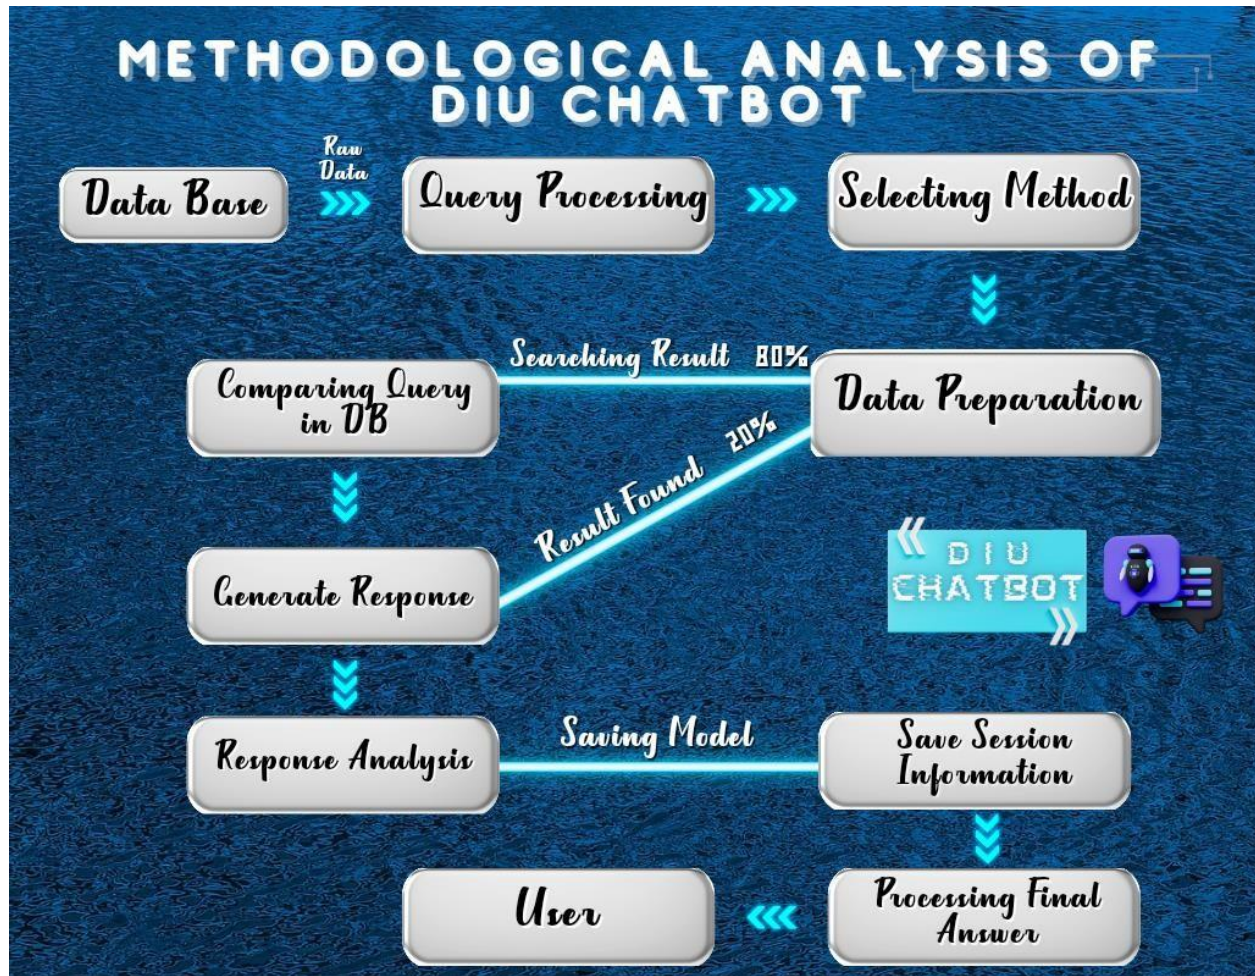 METHODOLOGICAL ANALYSIS OF
DIU CHATBOT
Data Base
Raw
Data
Query Processing
Selecting Method
Searching Result 80%
Comparing Query
in DB
Data Preparation
Result Found 20%
Generate Response
DIU
CHATBOT
Response Analysis
Saving Model
Save Session
Information
User
Processing Final
Answer